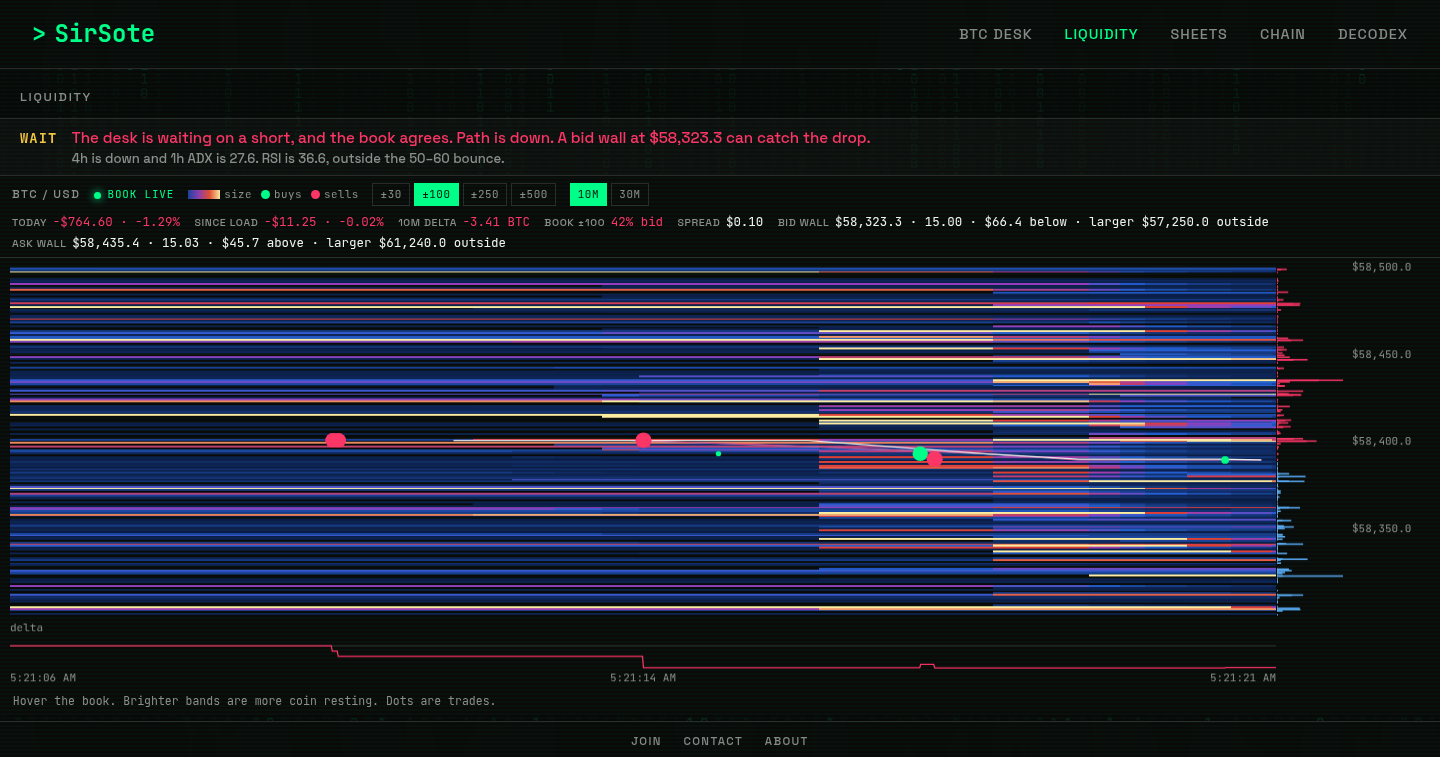 > SirSote
BTC DESK LIQUIDITY SHEETS CHAIN DECODEX
LIQUIDITY
WAIT The desk is waiting on a short, and the book agrees. Path is down. A bid wall at $58,323.3 can catch the drop.
4h is down and 1h ADX is 27.6. RSI is 36.6, outside the 50–60 bounce.
BTC / USD BOOK LIVE size buys sells ±30 ±100 ±250 ±500 10M 30M
TODAY -$764.60 · -1.29% SINCE LOAD -$11.25 · -0.02% 10M DELTA -3.41 BTC BOOK ±100 42% bid SPREAD $0.10 BID WALL $58,323.3 · 15.00 · $66.4 below · larger $57,250.0 outside
ASK WALL $58,435.4 · 15.03 · $45.7 above · larger $61,240.0 outside
$58,500.0
$58,450.0
$58,400.0
$58,350.0
delta
5:21:06 AM 5:21:14 AM 5:21:21 AM
Hover the book. Brighter bands are more coin resting. Dots are trades.
JOIN CONTACT ABOUT